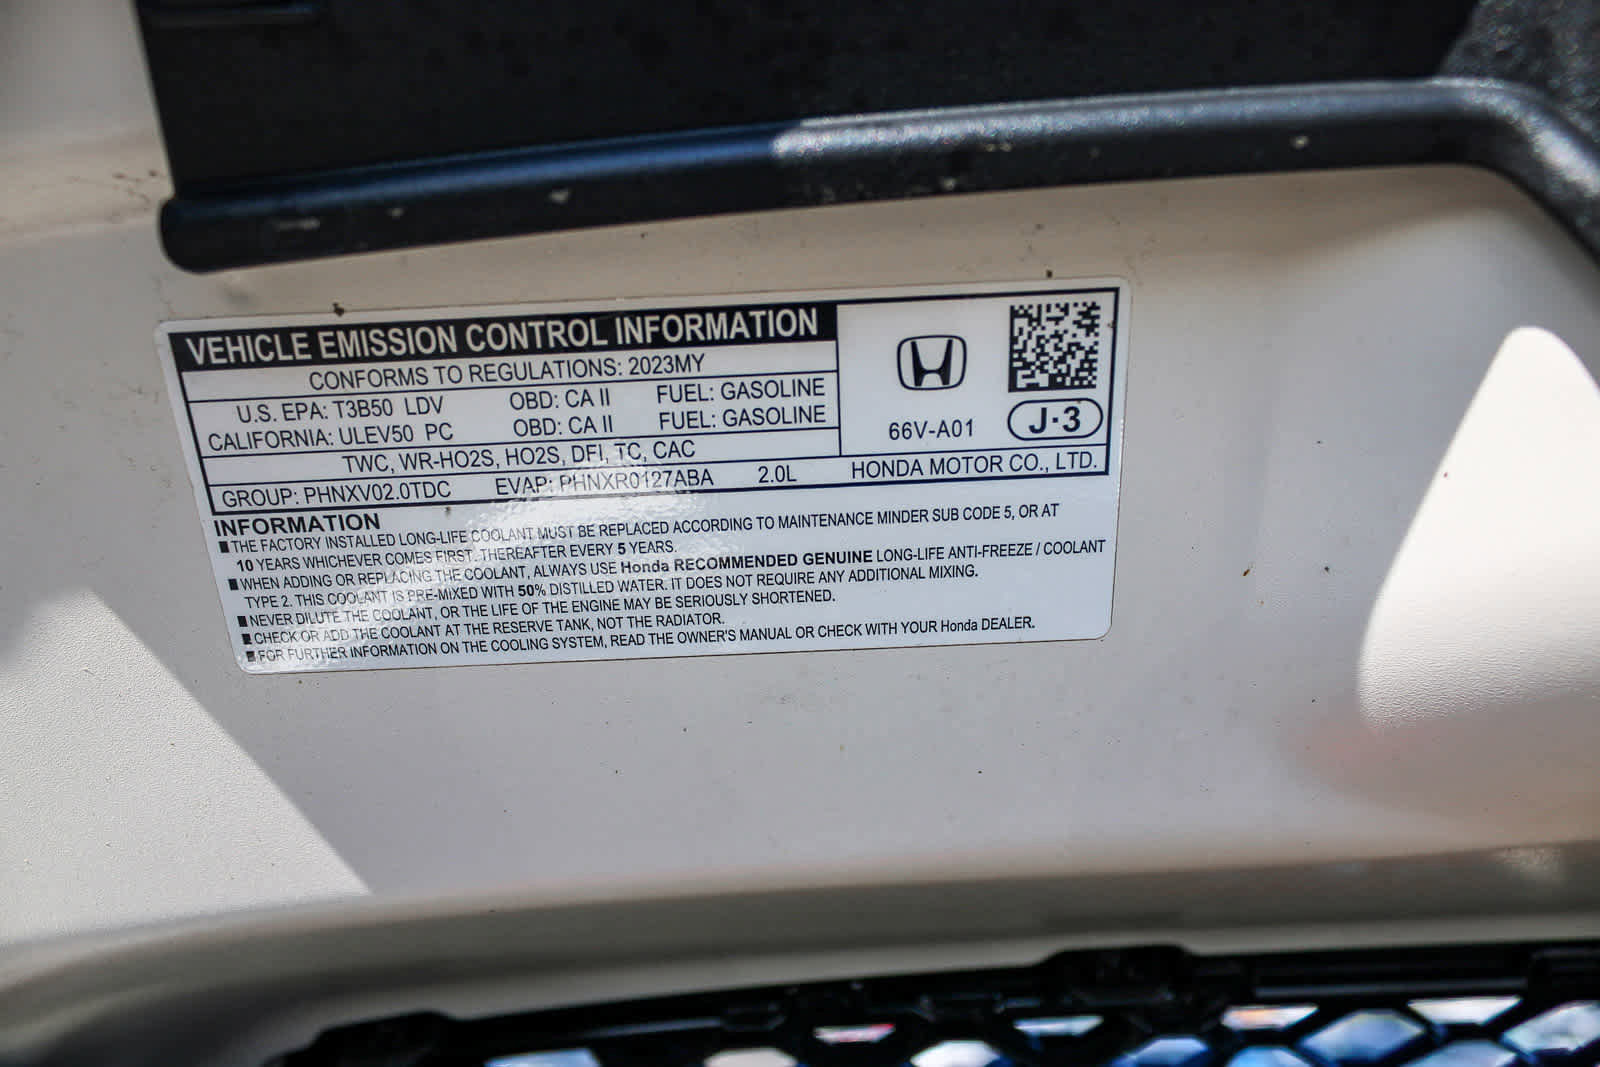 VEHICLE EMISSION CONTROL INFORMATION
CONFORMS TO REGULATIONS: 2023MY
U.S. EPA: T3B50 LDV OBD: CA II FUEL: GASOLINE
CALIFORNIA: ULEV50 PC OBD: CA II FUEL: GASOLINE
TWC, WR-HO2S, HO2S, DFI, TC, CAC
GROUP: PHNXV02.0TDC EVAP: PHNXR0127ABA 2.0L
66V-A01
J·3
HONDA MOTOR CO., LTD.
INFORMATION
■ THE FACTORY INSTALLED LONG-LIFE COOLANT MUST BE REPLACED ACCORDING TO MAINTENANCE MINDER SUB CODE 5, OR AT
10 YEARS WHICHEVER COMES FIRST. THEREAFTER EVERY 5 YEARS.
■ WHEN ADDING OR REPLACING THE COOLANT, ALWAYS USE Honda RECOMMENDED GENUINE LONG-LIFE ANTI-FREEZE / COOLANT
TYPE 2. THIS COOLANT IS PRE-MIXED WITH 50% DISTILLED WATER. IT DOES NOT REQUIRE ANY ADDITIONAL MIXING.
■ NEVER DILUTE THE COOLANT, OR THE LIFE OF THE ENGINE MAY BE SERIOUSLY SHORTENED.
■ CHECK OR ADD THE COOLANT AT THE RESERVE TANK, NOT THE RADIATOR.
■ FOR FURTHER INFORMATION ON THE COOLING SYSTEM, READ THE OWNER'S MANUAL OR CHECK WITH YOUR Honda DEALER.